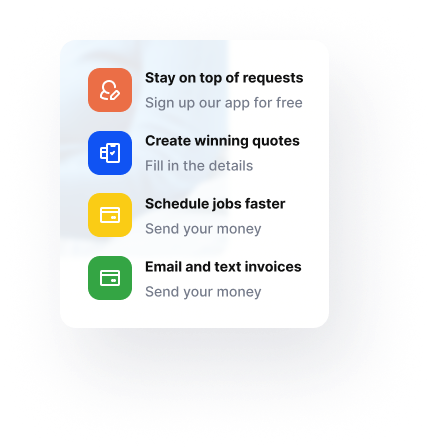 Stay on top of requests
Sign up our app for free
Create winning quotes
Fill in the details
Schedule jobs faster
Send your money
Email and text invoices
Send your money